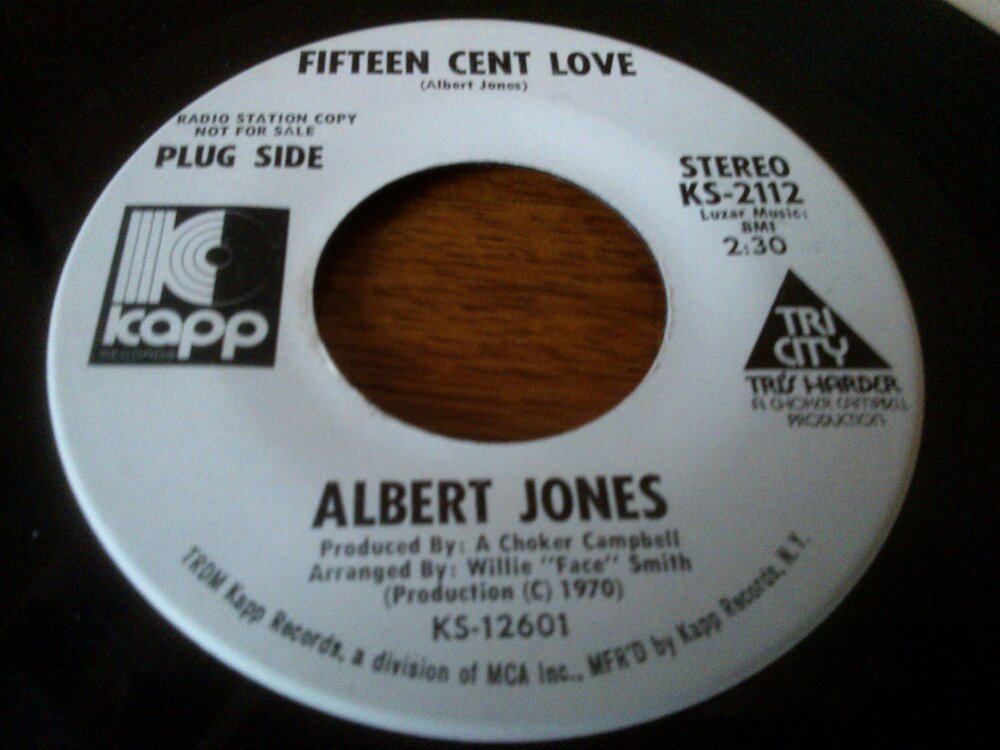 FIFTEEN CENT LOVE
(Albert Jones)
RADIO STATION COPY
NOT FOR SALE
PLUG SIDE
STEREO
KS-2112
Luzar Music:
BMI
2:30
kapp
RECORDS
TRI
CITY
TRI'S HARDER
A CHOKER CAMPBELL
PRODUCTION
ALBERT JONES
Produced By: A Choker Campbell
Arranged By: Willie "Face" Smith
(Production (C) 1970)
KS-12601
TRDM Kapp Records, a division of MCA Inc., MFR'D by Kapp Records, N.Y.